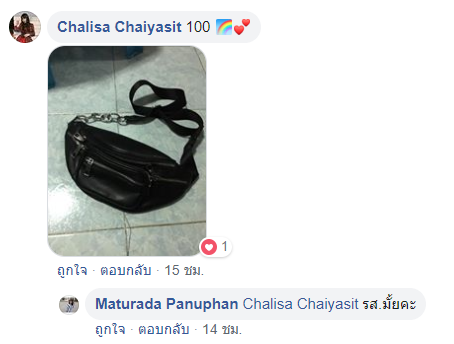 Chalisa Chaiyasit 100 🌈💕
1
ถูกใจ · ตอบกลับ · 15 ชม.
Maturada Panuphan Chalisa Chaiyasit รส.มั้ยคะ
ถูกใจ · ตอบกลับ · 14 ชม.